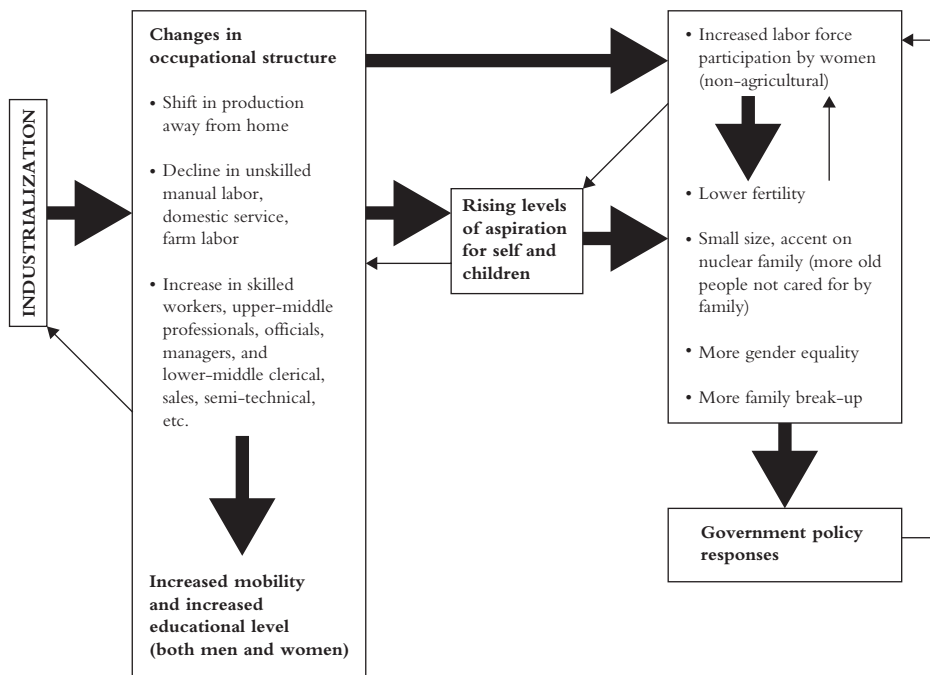 INDUSTRIALIZATION
Changes in
occupational structure
• Shift in production
away from home
• Decline in unskilled
manual labor,
domestic service,
farm labor
• Increase in skilled
workers, upper-middle
professionals, officials,
managers, and
lower-middle clerical,
sales, semi-technical,
etc.
Increased mobility
and increased
educational level
(both men and women)
Rising levels
of aspiration
for self and
children
• Increased labor force
participation by women
(non-agricultural)
• Lower fertility
• Small size, accent on
nuclear family (more old
people not cared for by
family)
• More gender equality
• More family break-up
Government policy
responses